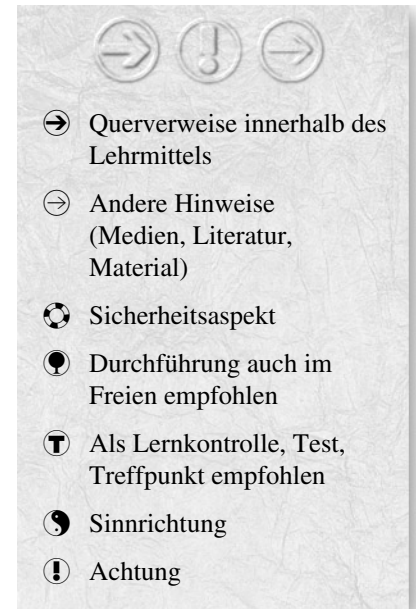 Querverweise innerhalb des
Lehrmittels
Andere Hinweise
(Medien, Literatur,
Material)
Sicherheitsaspekt
Durchführung auch im
Freien empfohlen
T Als Lernkontrolle, Test,
Treffpunkt empfohlen
Sinnrichtung
! Achtung